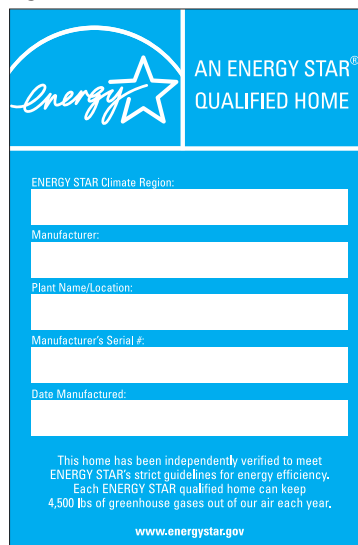 energy
AN ENERGY STAR®
QUALIFIED HOME
ENERGY STAR Climate Region:
Manufacturer:
Plant Name/Location:
Manufacturer's Serial #:
Date Manufactured:
This home has been independently verified to meet
ENERGY STAR's strict guidelines for energy efficiency.
Each ENERGY STAR qualified home can keep
4,500 lbs of greenhouse gases out of our air each year.
www.energystar.gov